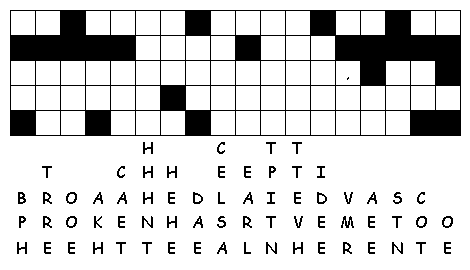 H C T T
T C H H E E P T I
B R O A A H E D L A I E D V A S C
P R O K E N H A S R T V E M E T O O
H E E H T T E E A L N H E R E N T E